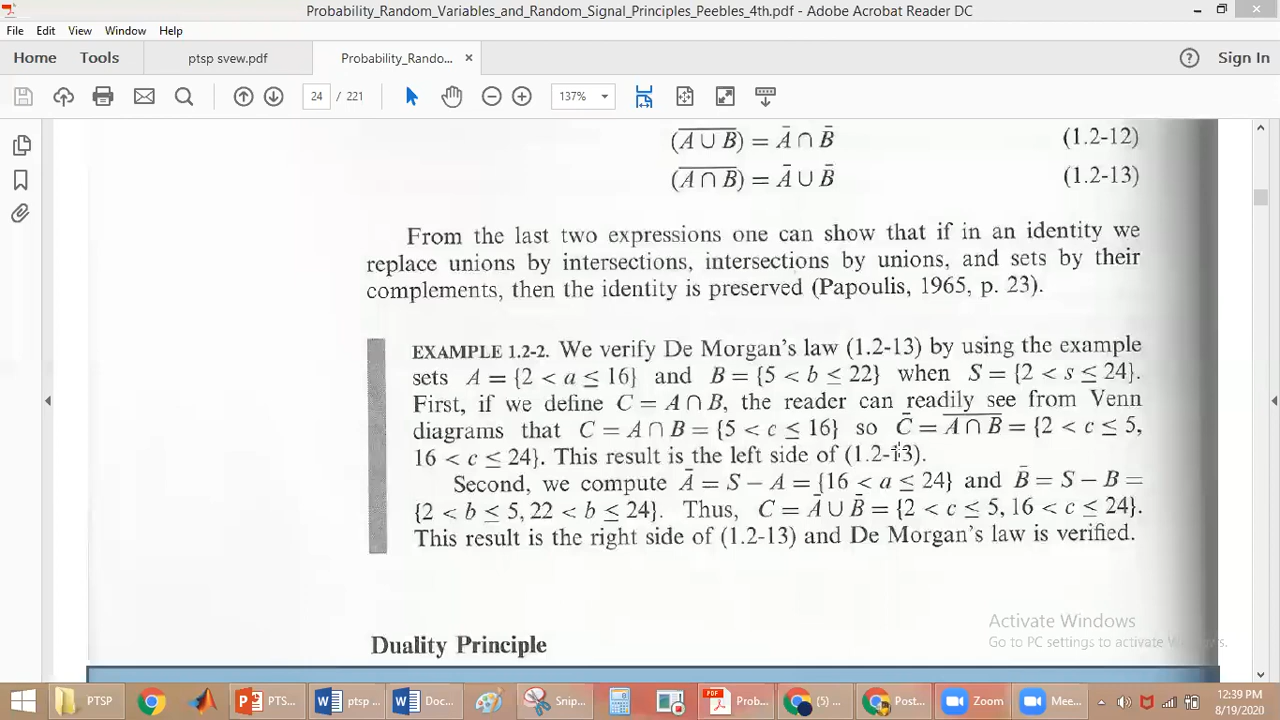 Probability_Random_Variables_and_Random_Signal_Principles_Peebles_4th.pdf - Adobe Acrobat Reader DC
File Edit View Window Help
Home Tools ptsp svew.pdf Probability_Rando... × Sign In
24 / 221 137%
(A̅ ̅∪̅ ̅B̅) = Ā ∩ B̄ (1.2-12)
(A̅ ̅∩̅ ̅B̅) = Ā ∪ B̄ (1.2-13)
From the last two expressions one can show that if in an identity we
replace unions by intersections, intersections by unions, and sets by their
complements, then the identity is preserved (Papoulis, 1965, p. 23).
EXAMPLE 1.2-2. We verify De Morgan's law (1.2-13) by using the example
sets A = {2 < a ≤ 16} and B = {5 < b ≤ 22} when S = {2 < s ≤ 24}.
First, if we define C = A ∩ B, the reader can readily see from Venn
diagrams that C = A ∩ B = {5 < c ≤ 16} so C̄ = A̅ ̅∩̅ ̅B̅ = {2 < c ≤ 5,
16 < c ≤ 24}. This result is the left side of (1.2-13).
Second, we compute Ā = S − A = {16 < a ≤ 24} and B̄ = S − B =
{2 < b ≤ 5, 22 < b ≤ 24}. Thus, C = Ā ∪ B̄ = {2 < c ≤ 5, 16 < c ≤ 24}.
This result is the right side of (1.2-13) and De Morgan's law is verified.
Activate Windows
Go to PC settings to activate Windows.
Duality Principle
PTSP PTS... ptsp ... Doc... Snip... Prob... (5) ... Post... Zoom Mee...
12:39 PM
8/19/2020